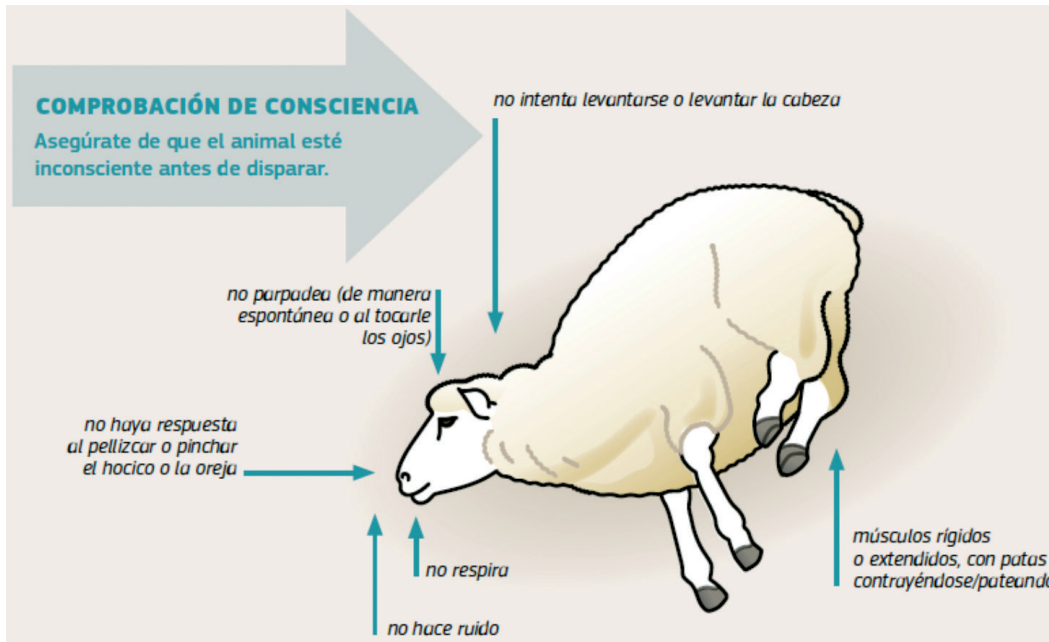 COMPROBACIÓN DE CONSCIENCIA
Asegúrate de que el animal esté
inconsciente antes de disparar.
no intenta levantarse o levantar la cabeza
no parpadea (de manera
espontánea o al tocarle
los ojos)
no haya respuesta
al pellizcar o pinchar
el hocico o la oreja
no respira
no hace ruido
músculos rígidos
o extendidos, con patas
contrayéndose/pateando